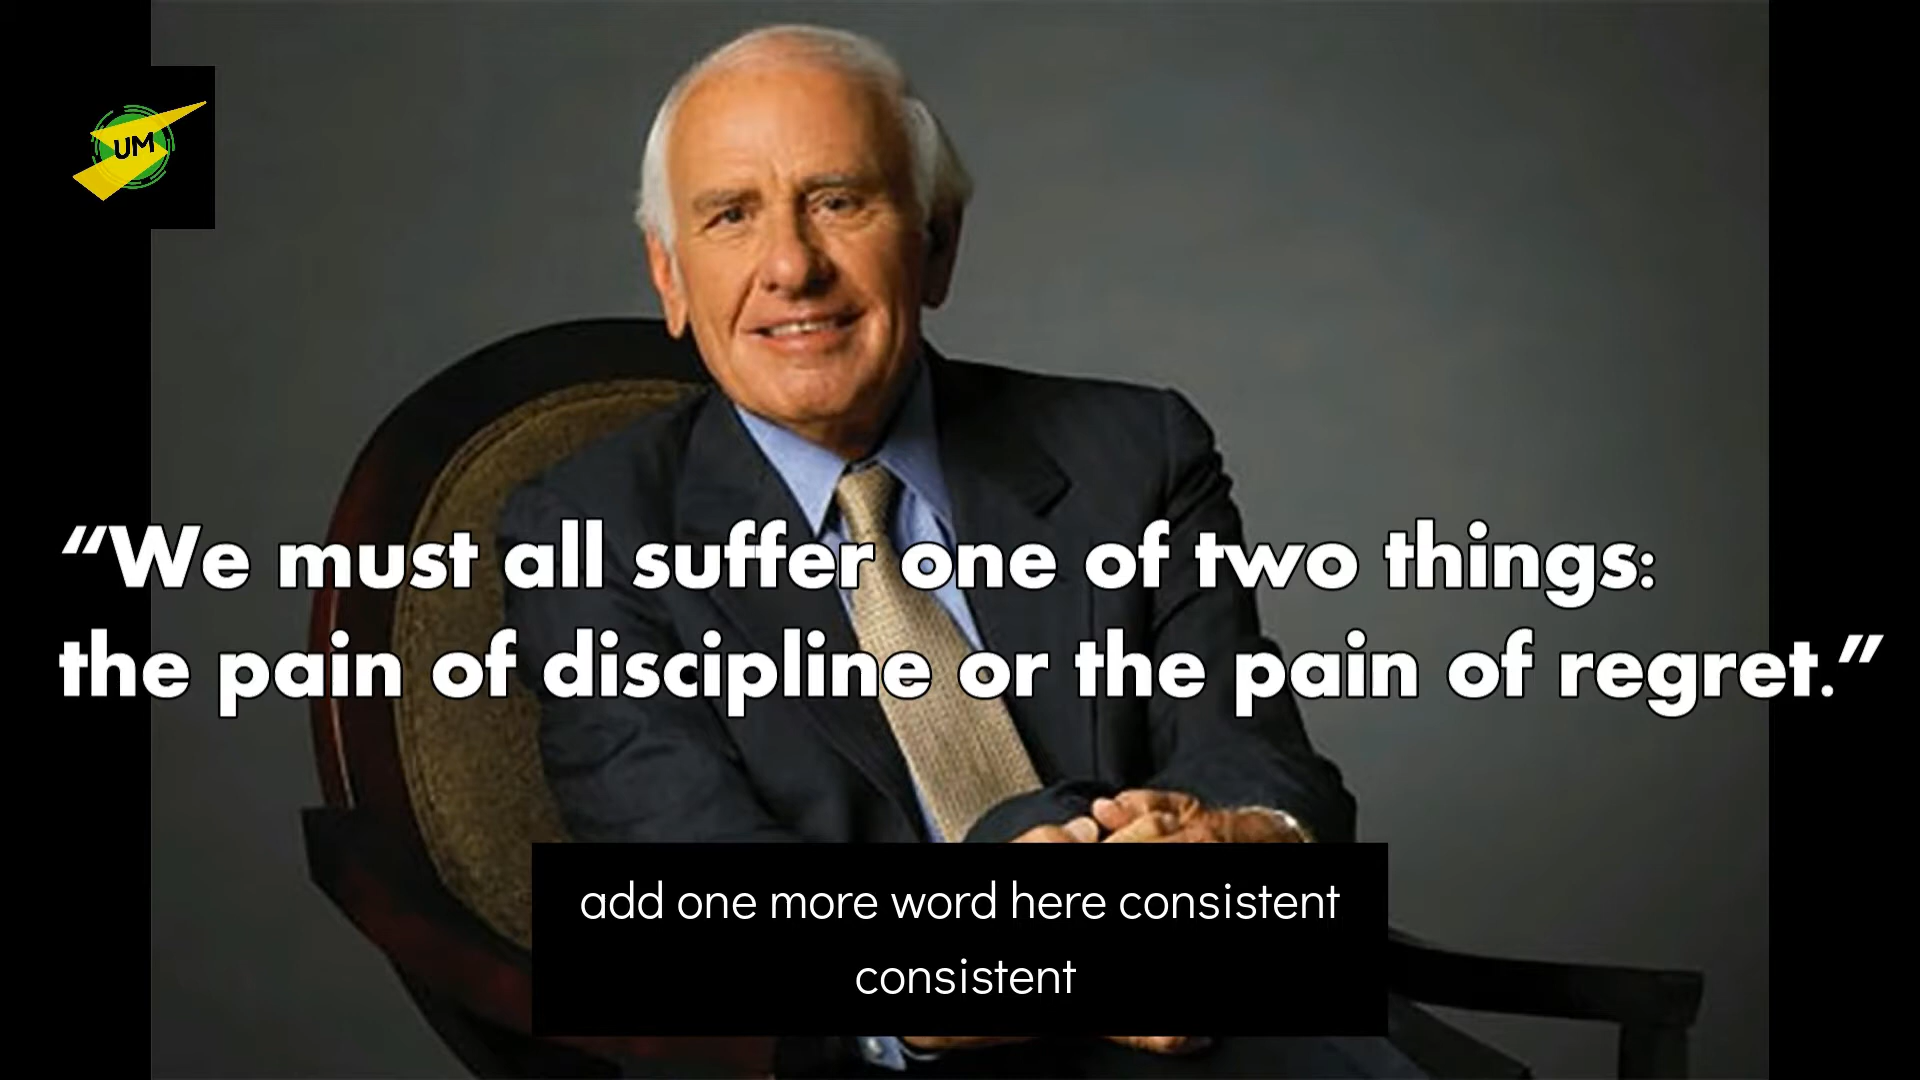 UM
“We must all suffer one of two things:
the pain of discipline or the pain of regret.”
add one more word here consistent
consistent